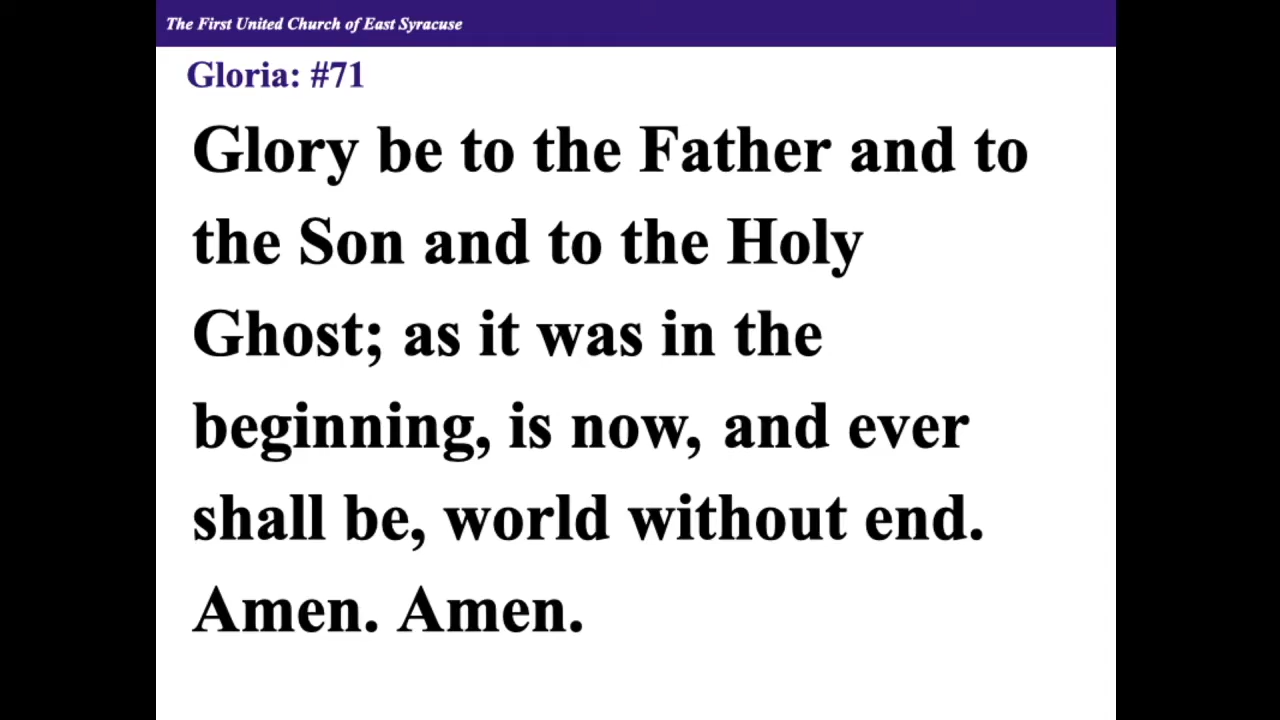 The First United Church of East Syracuse
Gloria: #71
Glory be to the Father and to
the Son and to the Holy
Ghost; as it was in the
beginning, is now, and ever
shall be, world without end.
Amen. Amen.